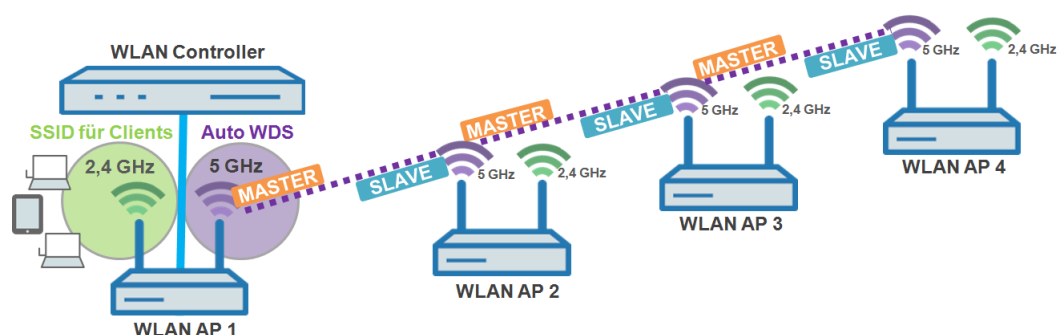 WLAN Controller
SSID für Clients
Auto WDS
2,4 GHz
5 GHz
MASTER
SLAVE
MASTER
5 GHz
2,4 GHz
SLAVE
MASTER
5 GHz
2,4 GHz
SLAVE
5 GHz
2,4 GHz
WLAN AP 1
WLAN AP 2
WLAN AP 3
WLAN AP 4